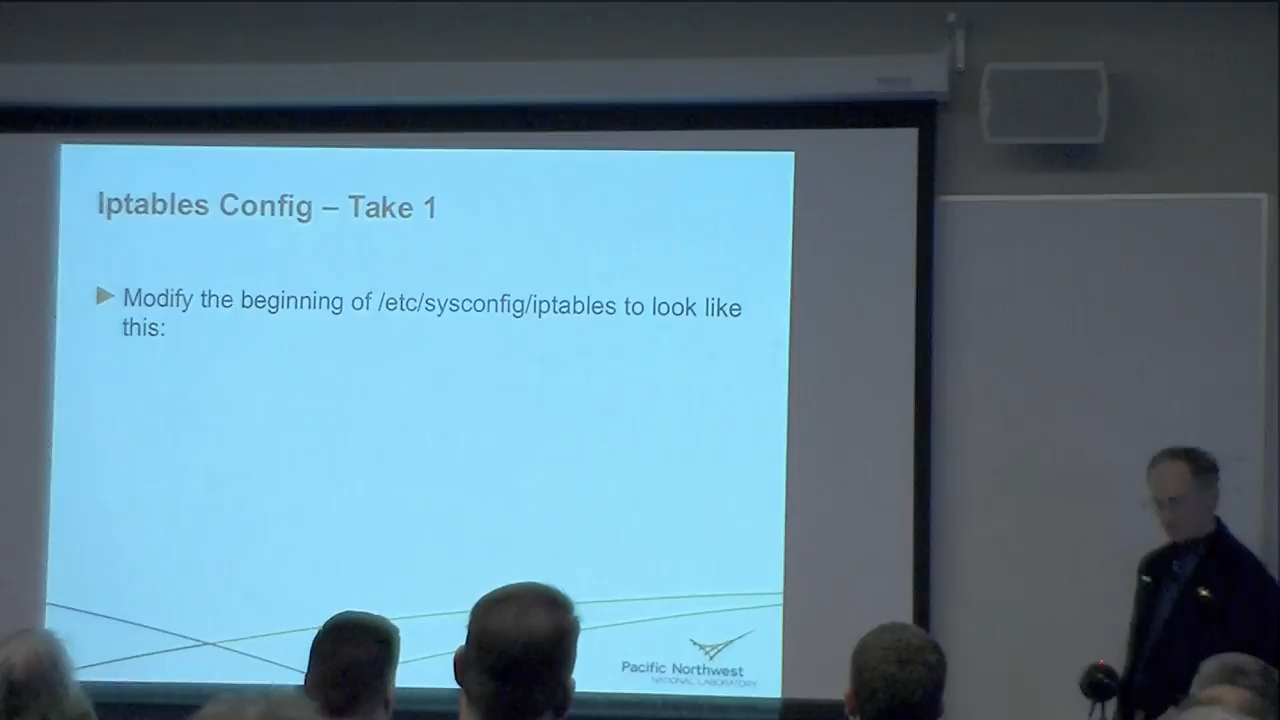 Iptables Config – Take 1
Modify the beginning of /etc/sysconfig/iptables to look like
this:
Pacific Northwest
NATIONAL LABORATORY